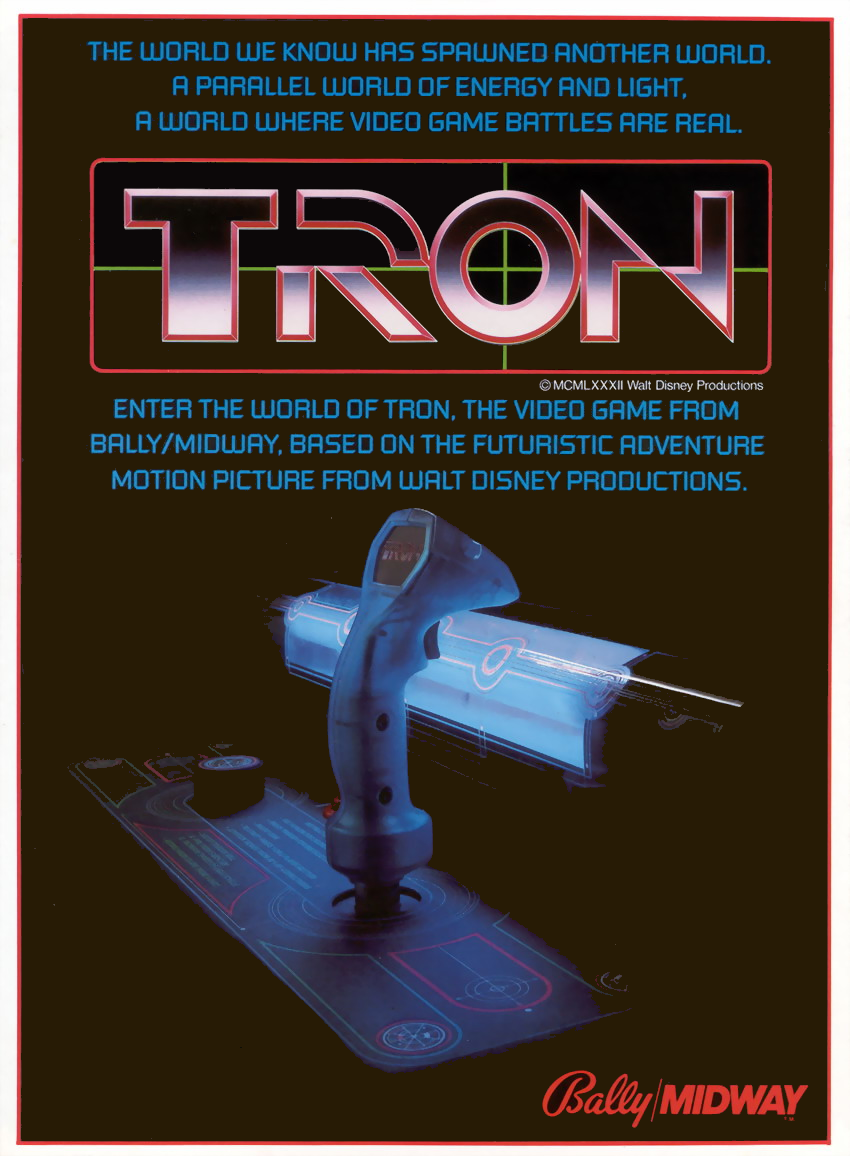 THE WORLD WE KNOW HAS SPAWNED ANOTHER WORLD.
A PARALLEL WORLD OF ENERGY AND LIGHT,
A WORLD WHERE VIDEO GAME BATTLES ARE REAL.
TRON
© MCMLXXXII Walt Disney Productions
ENTER THE WORLD OF TRON, THE VIDEO GAME FROM
BALLY/MIDWAY, BASED ON THE FUTURISTIC ADVENTURE
MOTION PICTURE FROM WALT DISNEY PRODUCTIONS.
TRON
Bally/MIDWAY